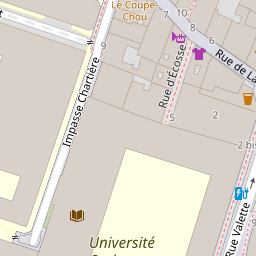 Le Coupe-
Chou
7
10
8
6
9
Impasse Chartière
Rue d'Écosse
Rue de La
2
5
2 bis
Rue Valette
Université